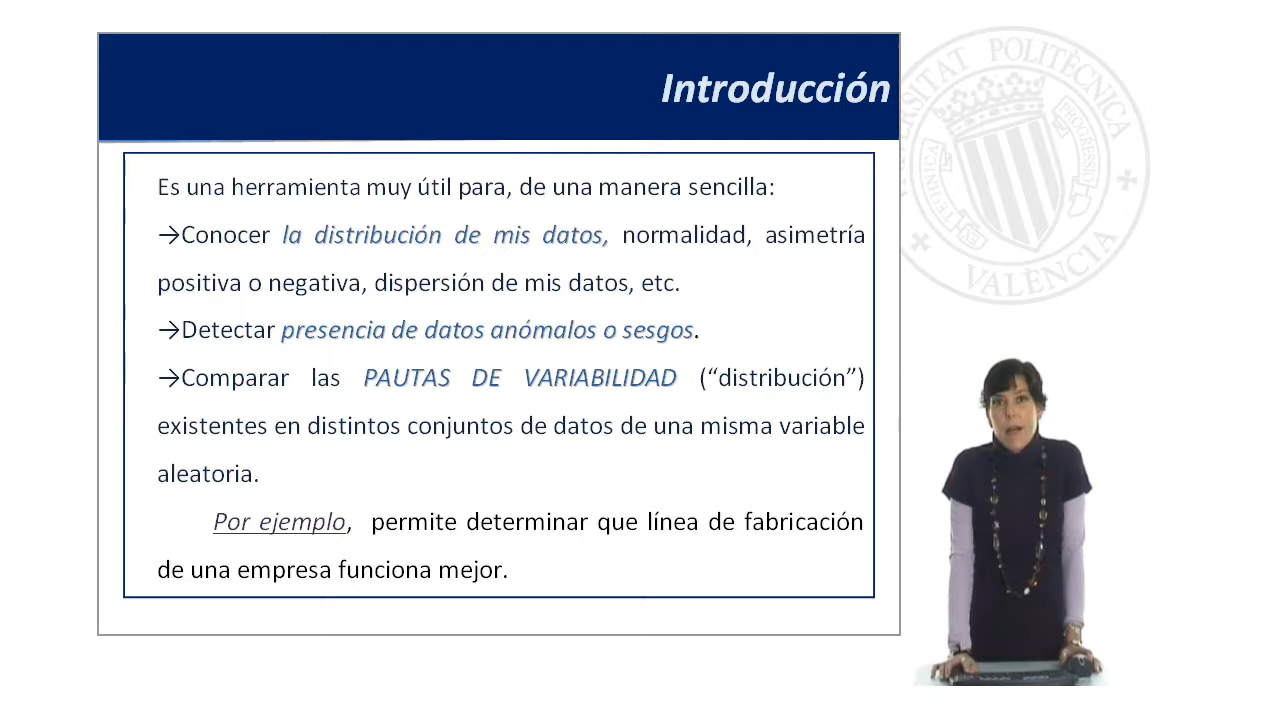 Introducción
Es una herramienta muy útil para, de una manera sencilla:
→Conocer la distribución de mis datos, normalidad, asimetría
positiva o negativa, dispersión de mis datos, etc.
→Detectar presencia de datos anómalos o sesgos.
→Comparar las PAUTAS DE VARIABILIDAD (“distribución”)
existentes en distintos conjuntos de datos de una misma variable
aleatoria.
Por ejemplo, permite determinar que línea de fabricación
de una empresa funciona mejor.
POLITÈCNICA
VALÈNCIA